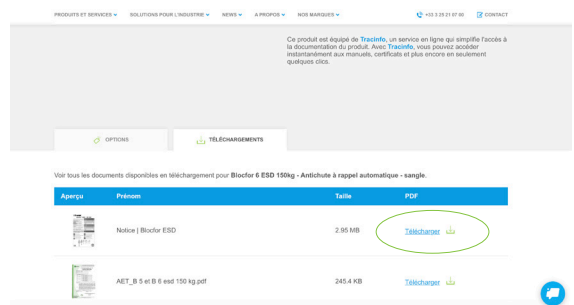 PRODUITS ET SERVICES SOLUTIONS POUR L'INDUSTRIE NEWS A PROPOS NOS MARQUES +33 3 25 21 07 82 CONTACT
Ce produit est équipé de Tracinfo, un service en ligne qui simplifie l'accès à
la documentation du produit. Avec Tracinfo, vous pouvez accéder
instantanément aux manuels, certificats et plus encore en seulement
quelques clics.
OPTIONS TÉLÉCHARGEMENTS
Voir tous les documents disponibles en téléchargement pour Blocfor 6 ESD 150kg - Antichute à rappel automatique - sangle.
Aperçu Prénom Taille PDF
Notice | Blocfor ESD 2.95 MB Télécharger
AET_B 5 et B 6 esd 150 kg.pdf 245.4 KB Télécharger